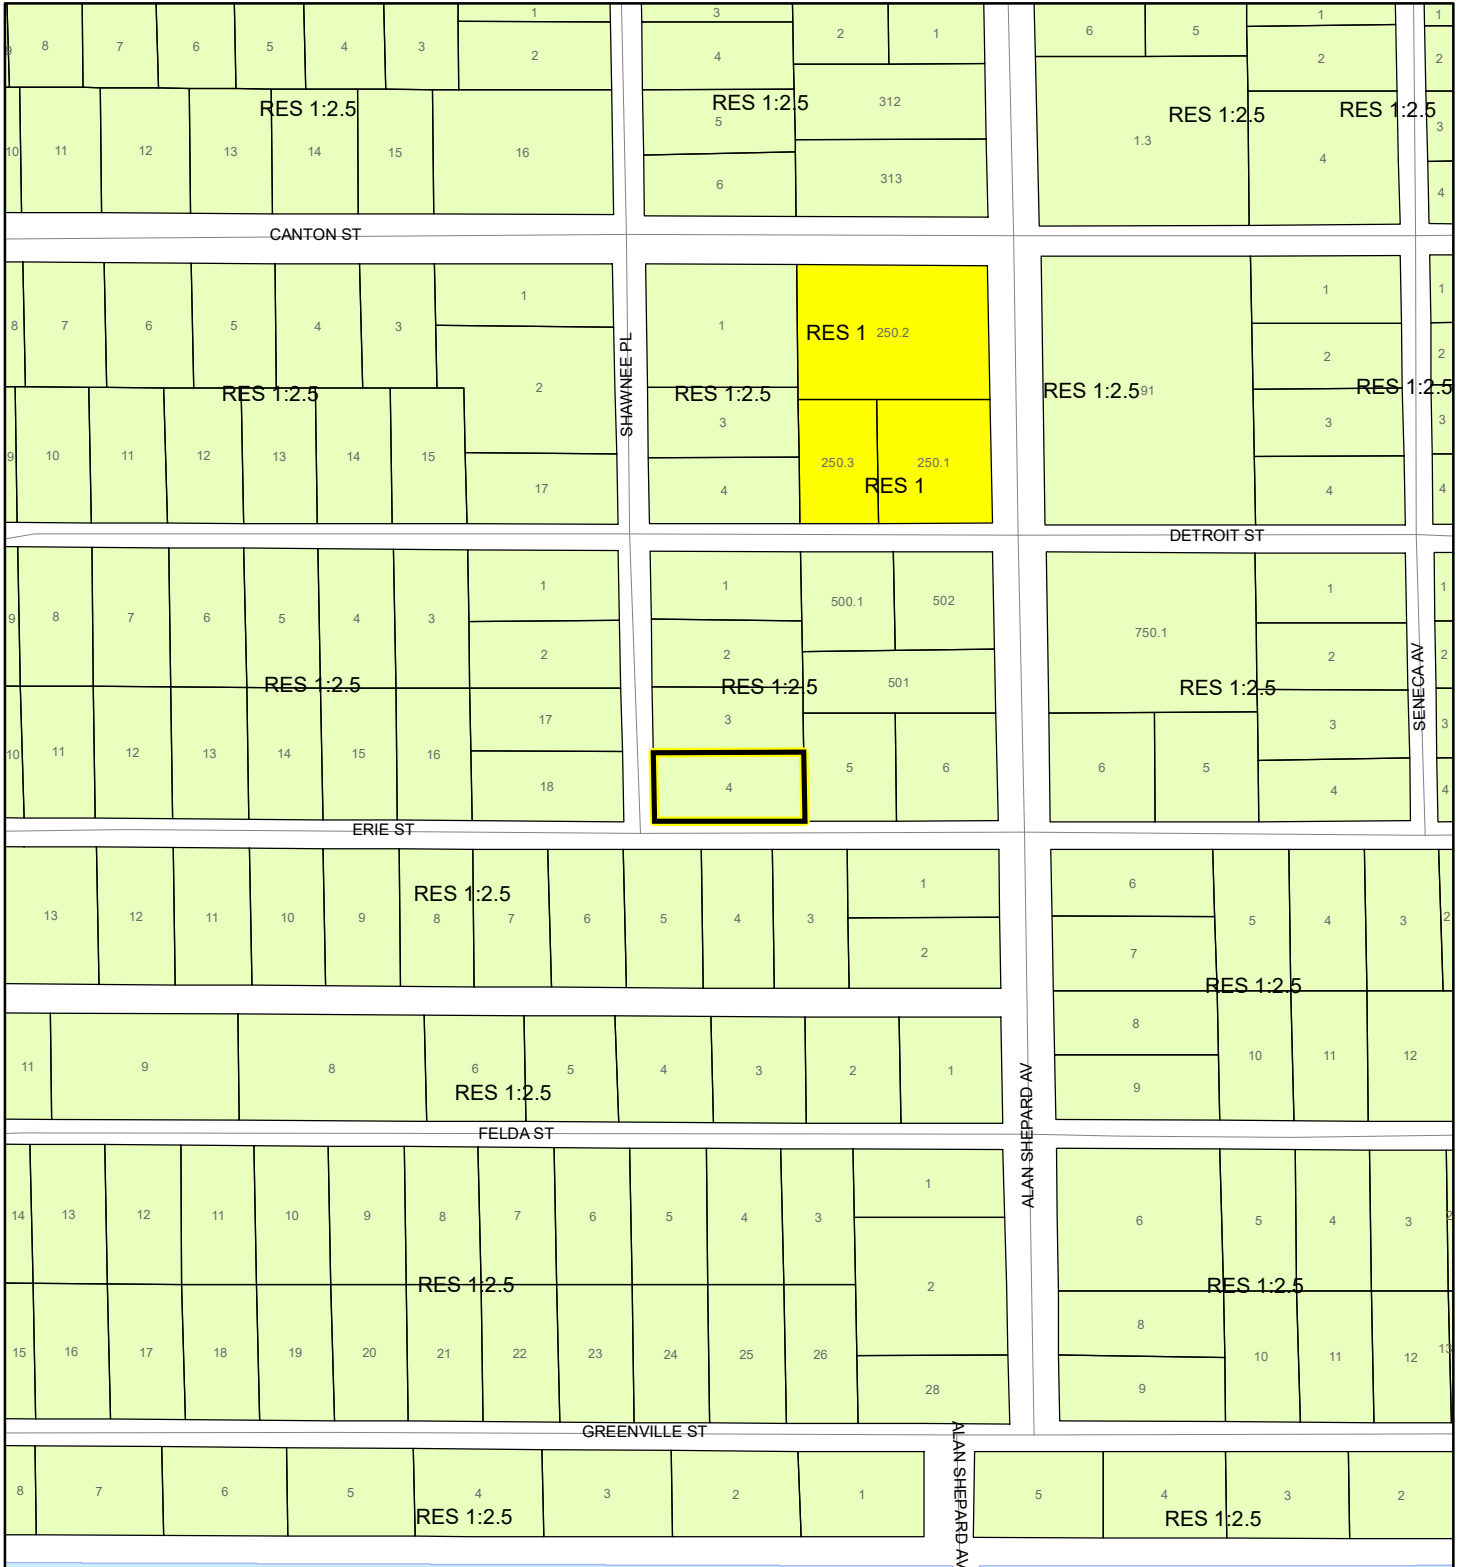 9 8 7 6 5 4 3 1
2
RES 1:2.5
10 11 12 13 14 15 16
3 2 1
4
312
RES 1:2.5
5
6 313
6 5 1 1
2 2
RES 1:2.5 RES 1:2.5
1.3 4 3
4
CANTON ST
8 7 6 5 4 3 1
2
RES 1:2.5
9 10 11 12 13 14 15 17
SHAWNEE PL
1 RES 1 250.2
RES 1:2.5
3 250.3 250.1
4 RES 1
1 1
2 2
RES 1:2.5 91 RES 1:2.5
3 3
4 4
DETROIT ST
9 8 7 6 5 4 3 1
2
RES 1:2.5
10 11 12 13 14 15 16 17
18
1 500.1 502
2 501
RES 1:2.5
3
4 5 6
750.1 1 1
2 2
RES 1:2.5
3 3
6 5 4 4
SENECA AV
ERIE ST
13 12 11 10 9 8 7 6 5 4 3 1
RES 1:2.5
2
6 5 4 3 2
7
RES 1:2.5
8 10 11 12
9
11 9 8 6 5 4 3 2 1
RES 1:2.5
ALAN SHEPARD AV
FELDA ST
14 13 12 11 10 9 8 7 6 5 4 3 1
2
RES 1:2.5
15 16 17 18 19 20 21 22 23 24 25 26 28
6 5 4 3 2
RES 1:2.5
8 10 11 12 13
9
GREENVILLE ST
ALAN SHEPARD AV
8 7 6 5 4 3 2 1
RES 1:2.5
5 4 3 2
RES 1:2.5